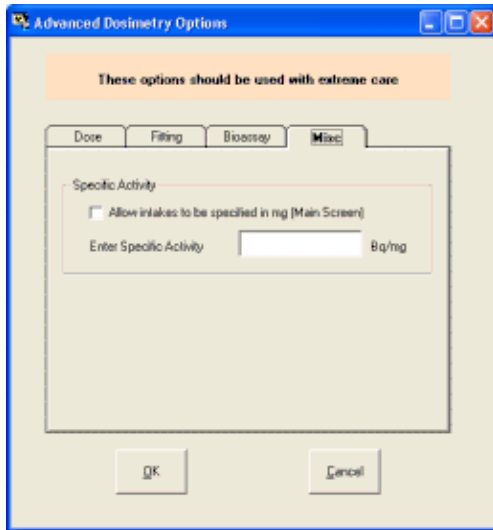 Advanced Dosimetry Options
These options should be used with extreme care
Dose Fitting Bioassay Misc
Specific Activity
Allow intakes to be specified in mg (Main Screen)
Enter Specific Activity Bq/mg
OK Cancel